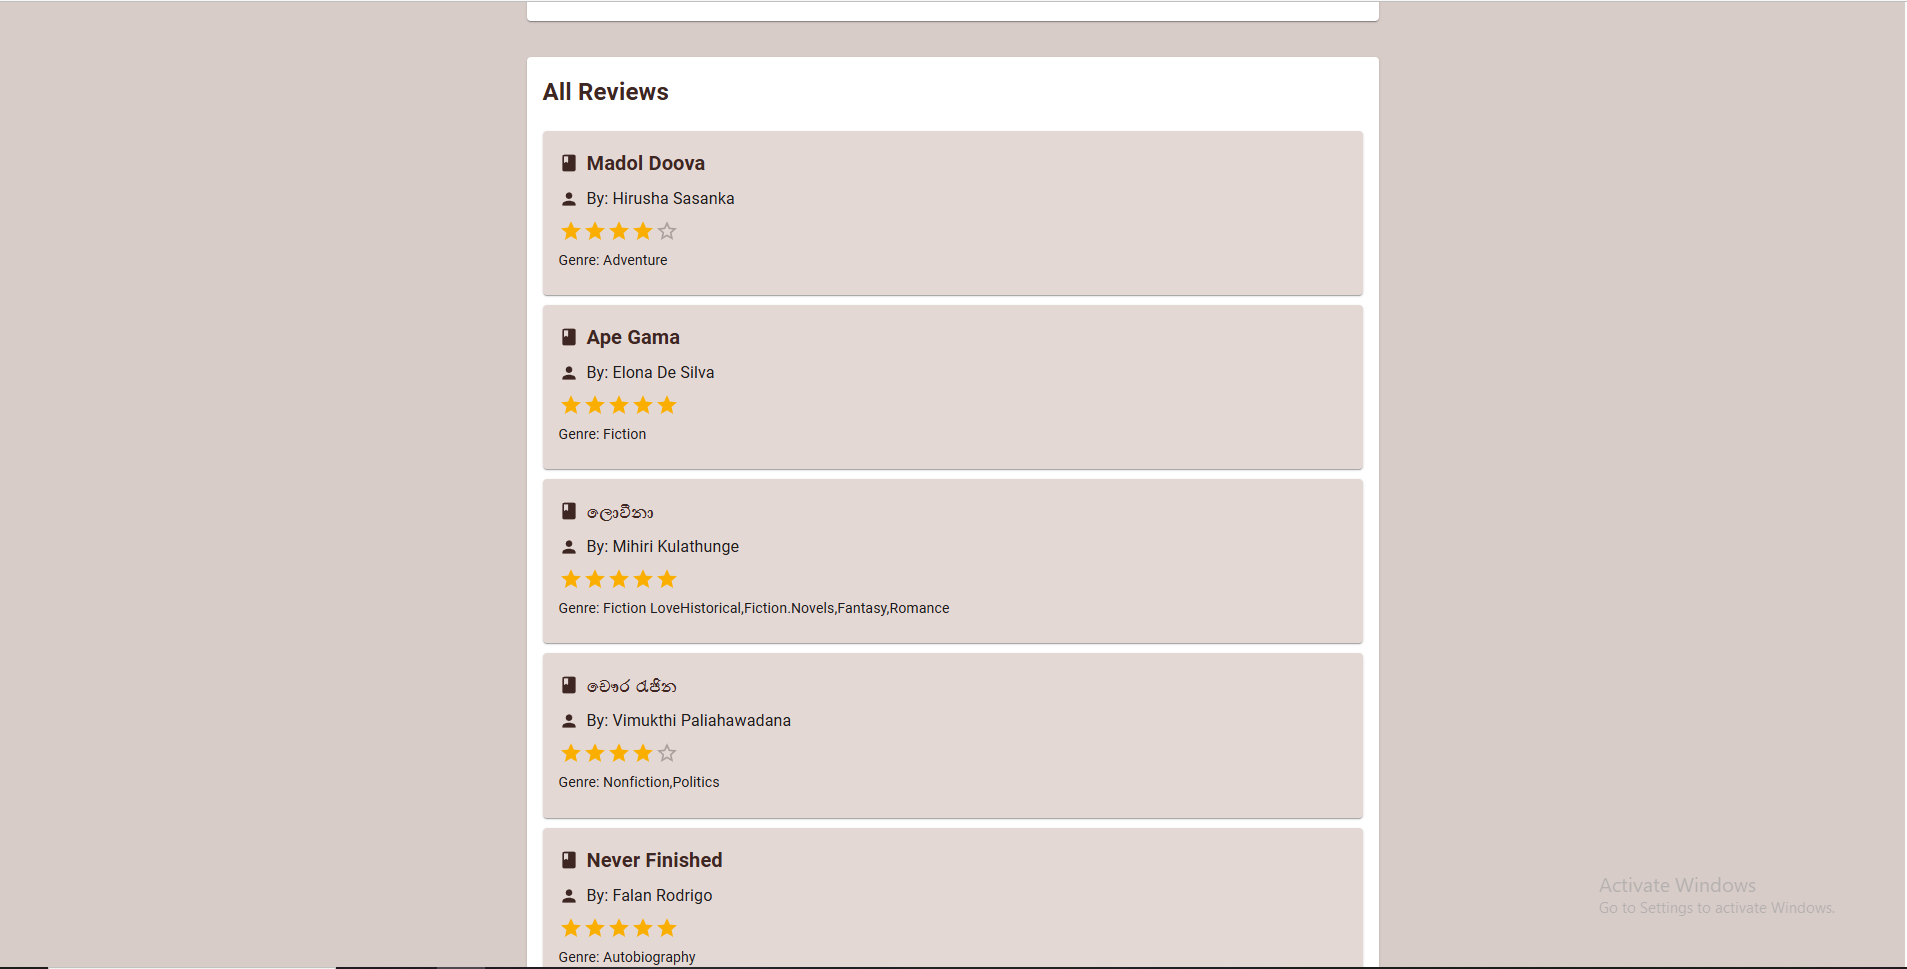 All Reviews
Madol Doova
By: Hirusha Sasanka
Genre: Adventure
Ape Gama
By: Elona De Silva
Genre: Fiction
ලොවීනා
By: Mihiri Kulathunge
Genre: Fiction LoveHistorical,Fiction.Novels,Fantasy,Romance
චෞර රැජින
By: Vimukthi Paliahawadana
Genre: Nonfiction,Politics
Never Finished
By: Falan Rodrigo
Genre: Autobiography
Activate Windows
Go to Settings to activate Windows.